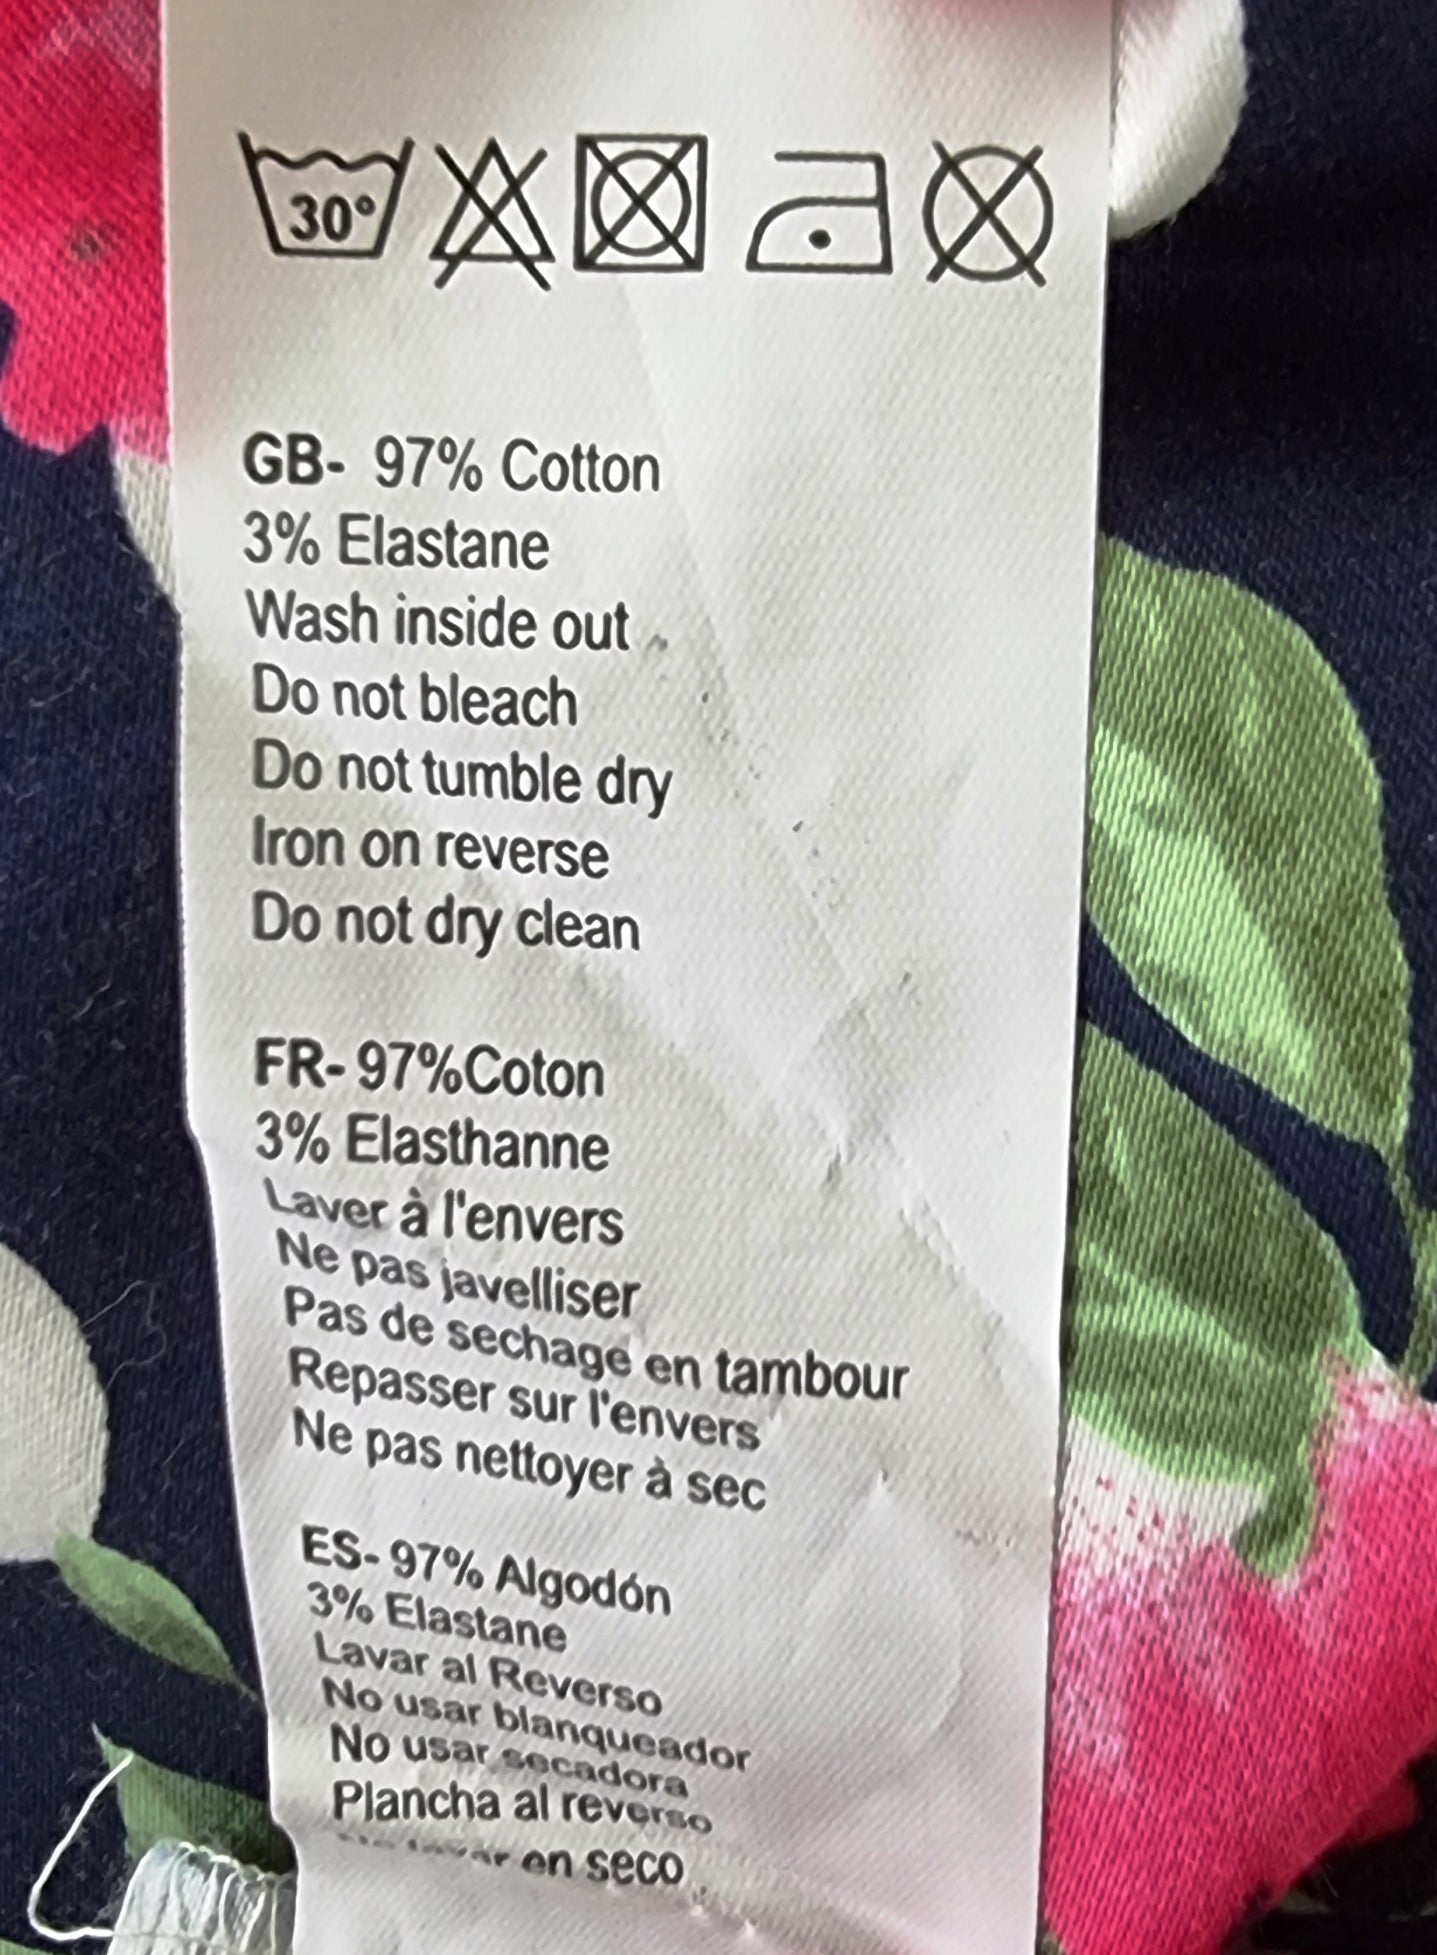 30°
GB- 97% Cotton
3% Elastane
Wash inside out
Do not bleach
Do not tumble dry
Iron on reverse
Do not dry clean
FR- 97%Coton
3% Elasthanne
Laver à l'envers
Ne pas javelliser
Pas de sechage en tambour
Repasser sur l'envers
Ne pas nettoyer à sec
ES- 97% Algodón
3% Elastane
Lavar al Reverso
No usar blanqueador
No usar secadora
Plancha al reverso
en seco